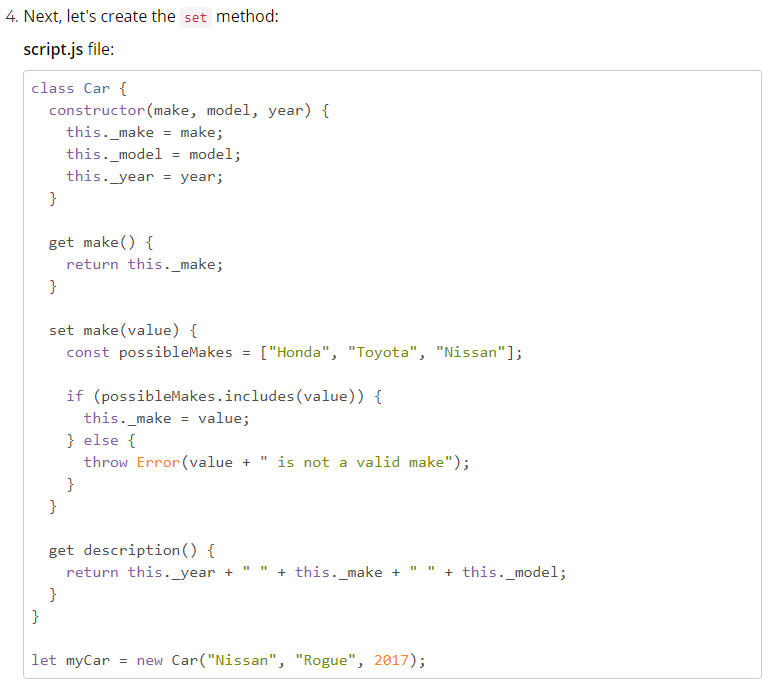 4. Next, let's create the set method:
script.js file:
class Car {
  constructor(make, model, year) {
    this._make = make;
    this._model = model;
    this._year = year;
  }

  get make() {
    return this._make;
  }

  set make(value) {
    const possibleMakes = ["Honda", "Toyota", "Nissan"];

    if (possibleMakes.includes(value)) {
      this._make = value;
    } else {
      throw Error(value + " is not a valid make");
    }
  }

  get description() {
    return this._year + " " + this._make + " " + this._model;
  }
}

let myCar = new Car("Nissan", "Rogue", 2017);